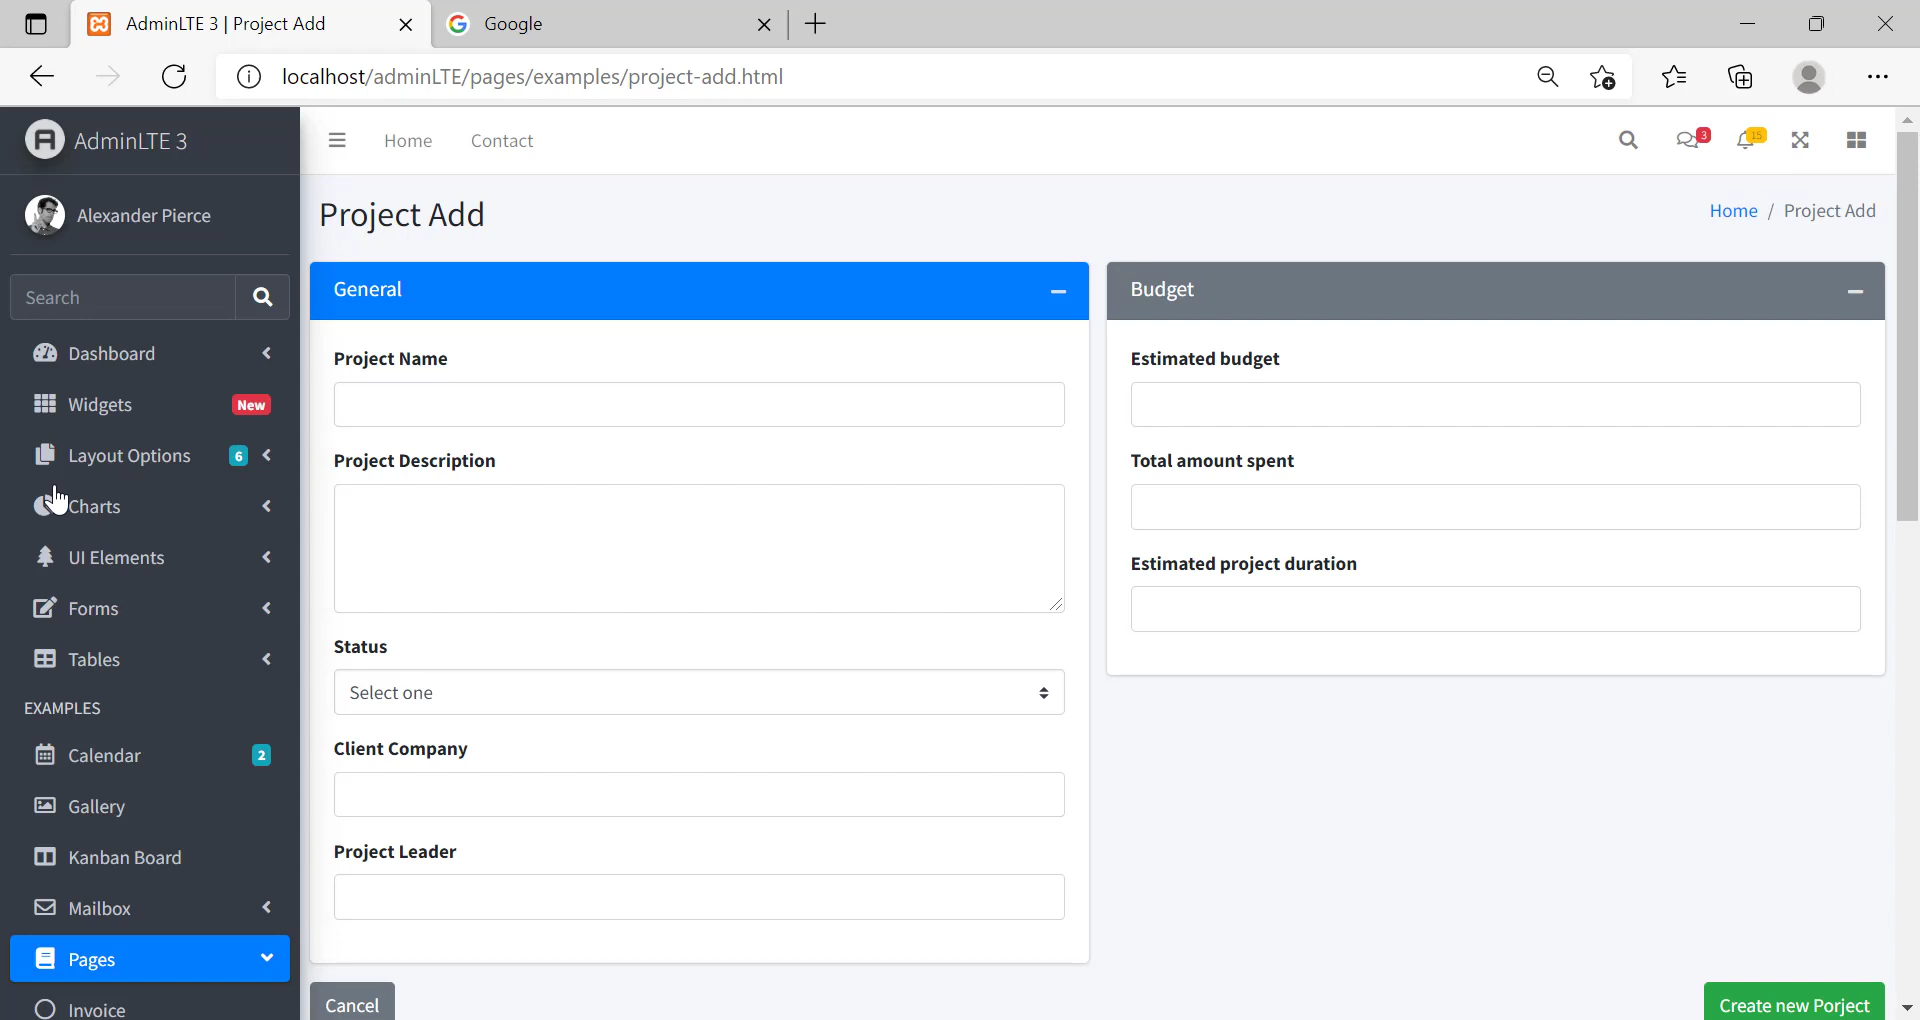 AdminLTE 3 | Project Add
Google
localhost/adminLTE/pages/examples/project-add.html
AdminLTE 3
Home
Contact
3
15
Alexander Pierce
Project Add
Home / Project Add
Search
Dashboard
Widgets
New
Layout Options
6
Charts
UI Elements
Forms
Tables
EXAMPLES
Calendar
2
Gallery
Kanban Board
Mailbox
Pages
Invoice
General
Project Name
Project Description
Status
Select one
Client Company
Project Leader
Cancel
Budget
Estimated budget
Total amount spent
Estimated project duration
Create new Porject